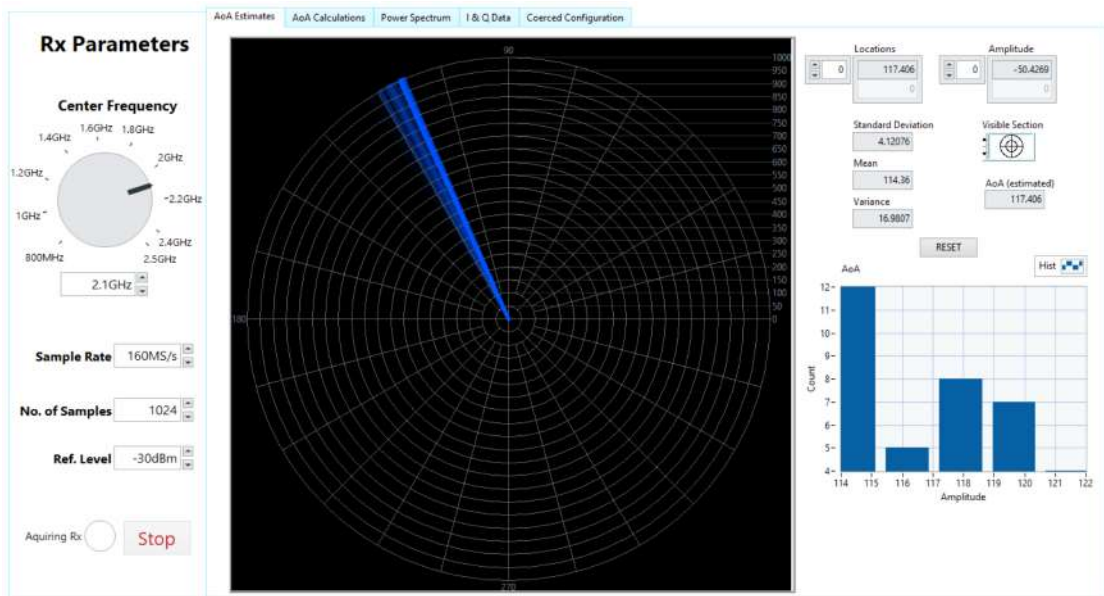 AoA Estimates
AoA Calculations
Power Spectrum
I & Q Data
Coerced Configuration
Rx Parameters
Center Frequency
1.6GHz
1.8GHz
1.4GHz
2GHz
1.2GHz
2.2GHz
1GHz
2.4GHz
800MHz
2.5GHz
2.1GHz
Sample Rate 160MS/s
No. of Samples 1024
Ref. Level -30dBm
Aquiring Rx
Stop
90
180
270
1000
950
900
850
800
750
700
650
600
550
500
450
400
350
300
250
200
150
100
50
0
Locations
0 117.406
0
Amplitude
0 -50.4269
0
Standard Deviation
4.12076
Visible Section
Mean
114.36
AoA (estimated)
117.406
Variance
16.9807
RESET
AoA
Hist
12
11
10
9
8
7
6
5
4
Count
114 115 116 117 118 119 120 121 122
Amplitude